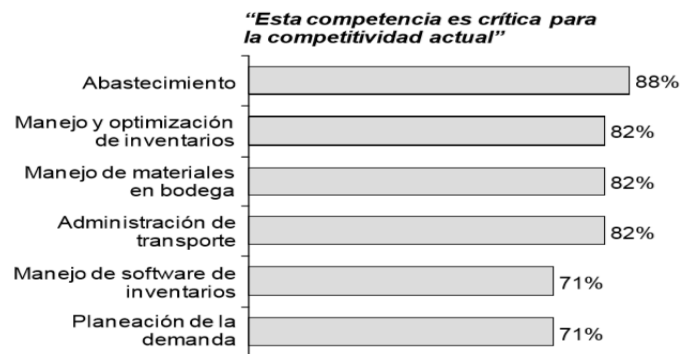 “Esta competencia es crítica para
la competitividad actual”
Abastecimiento
88%
Manejo y optimización
de inventarios
82%
Manejo de materiales
en bodega
82%
Administración de
transporte
82%
Manejo de software de
inventarios
71%
Planeación de la
demanda
71%